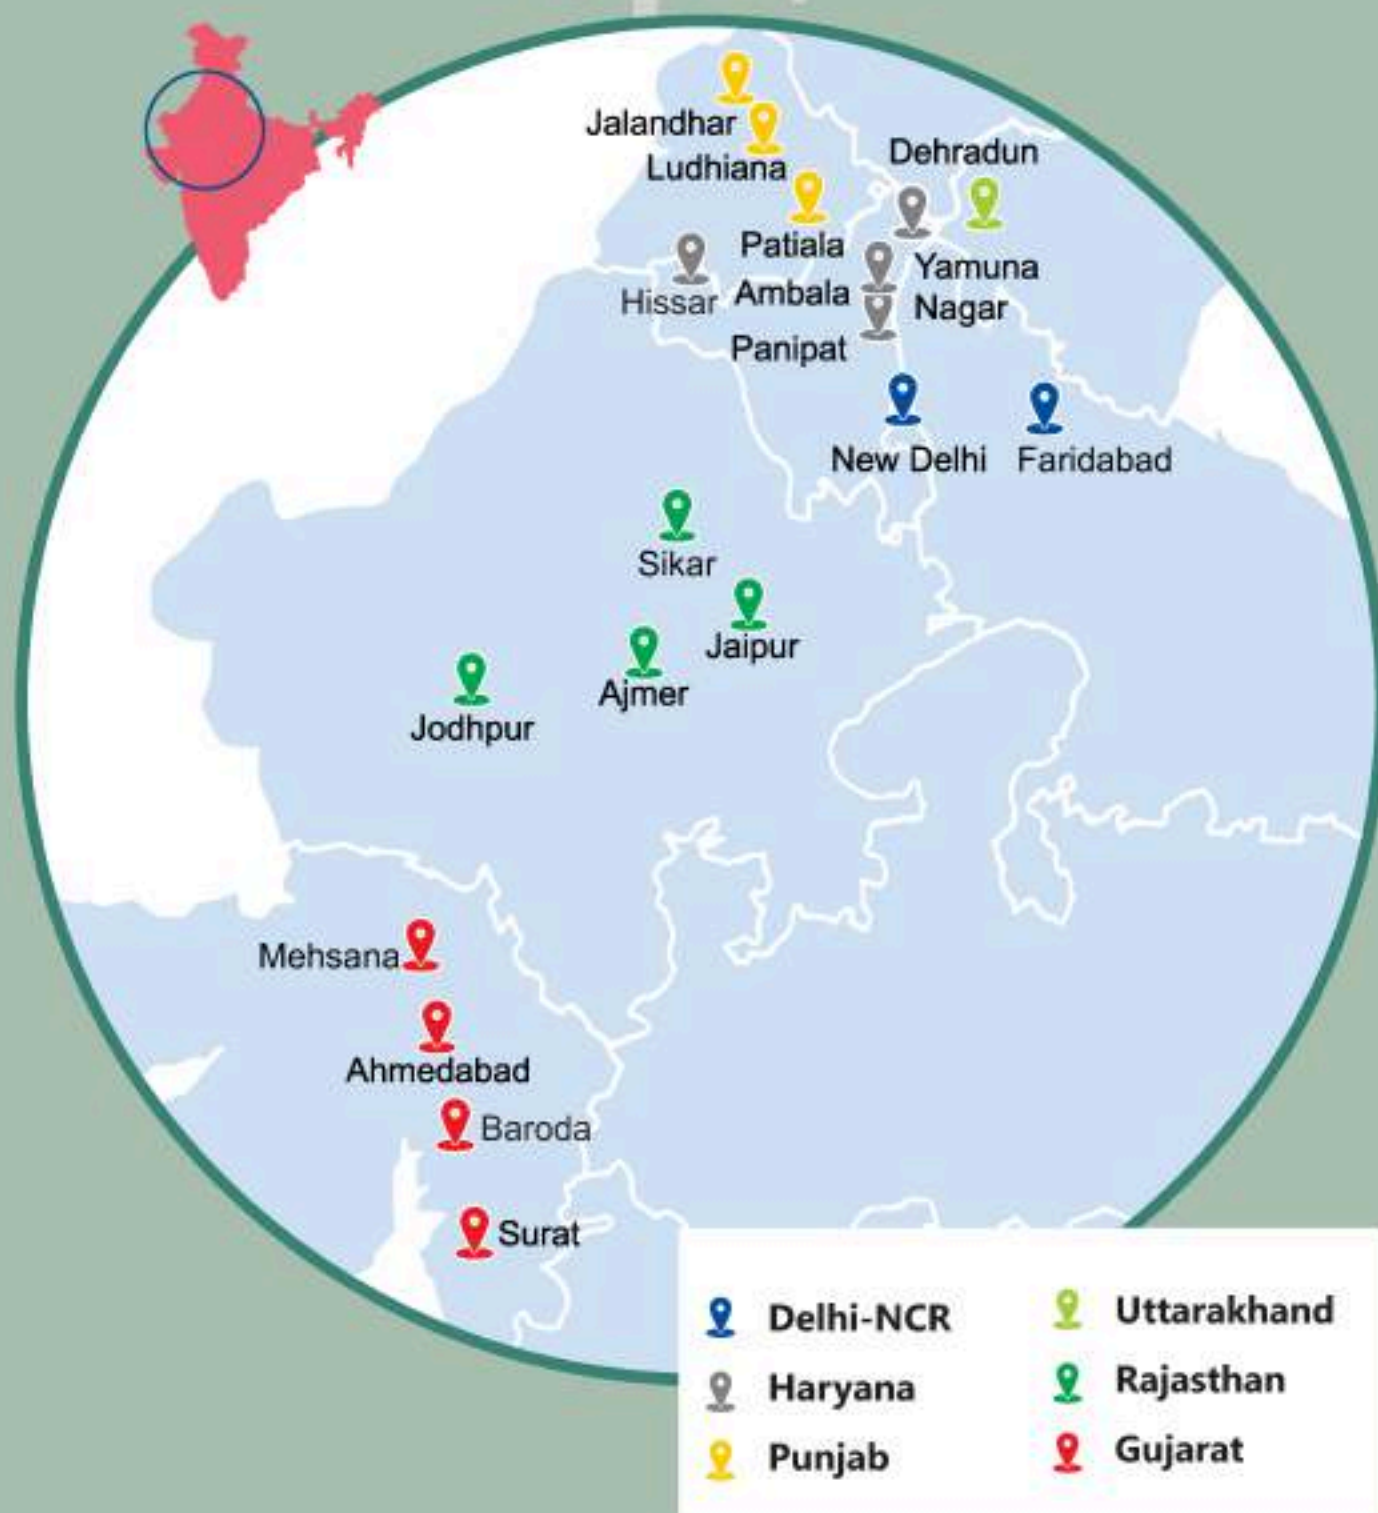 Jalandhar
Ludhiana
Dehradun
Patiala
Yamuna
Nagar
Hissar
Ambala
Panipat
New Delhi
Faridabad
Sikar
Jaipur
Ajmer
Jodhpur
Mehsana
Ahmedabad
Baroda
Surat
Delhi-NCR
Haryana
Punjab
Uttarakhand
Rajasthan
Gujarat